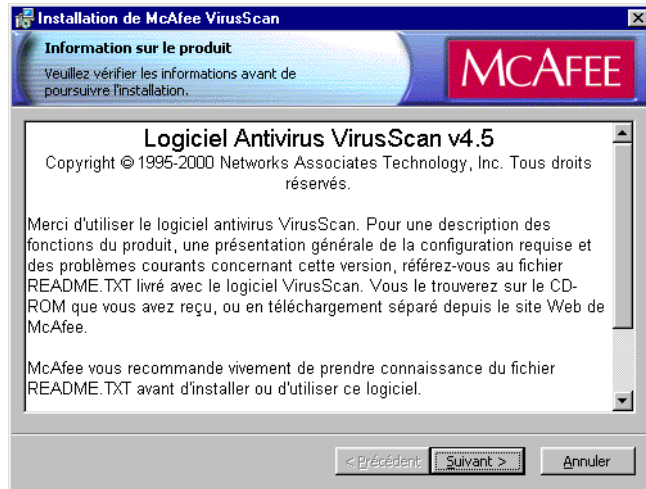 Installation de McAfee VirusScan
Information sur le produit
Veuillez vérifier les informations avant de
poursuivre l'installation.
McAFEE
Logiciel Antivirus VirusScan v4.5
Copyright © 1995-2000 Networks Associates Technology, Inc. Tous droits
réservés.
Merci d'utiliser le logiciel antivirus VirusScan. Pour une description des
fonctions du produit, une présentation générale de la configuration requise et
des problèmes courants concernant cette version, référez-vous au fichier
README.TXT livré avec le logiciel VirusScan. Vous le trouverez sur le CD-
ROM que vous avez reçu, ou en téléchargement séparé depuis le site Web de
McAfee.
McAfee vous recommande vivement de prendre connaissance du fichier
README.TXT avant d'installer ou d'utiliser ce logiciel.
< Précédent
Suivant >
Annuler